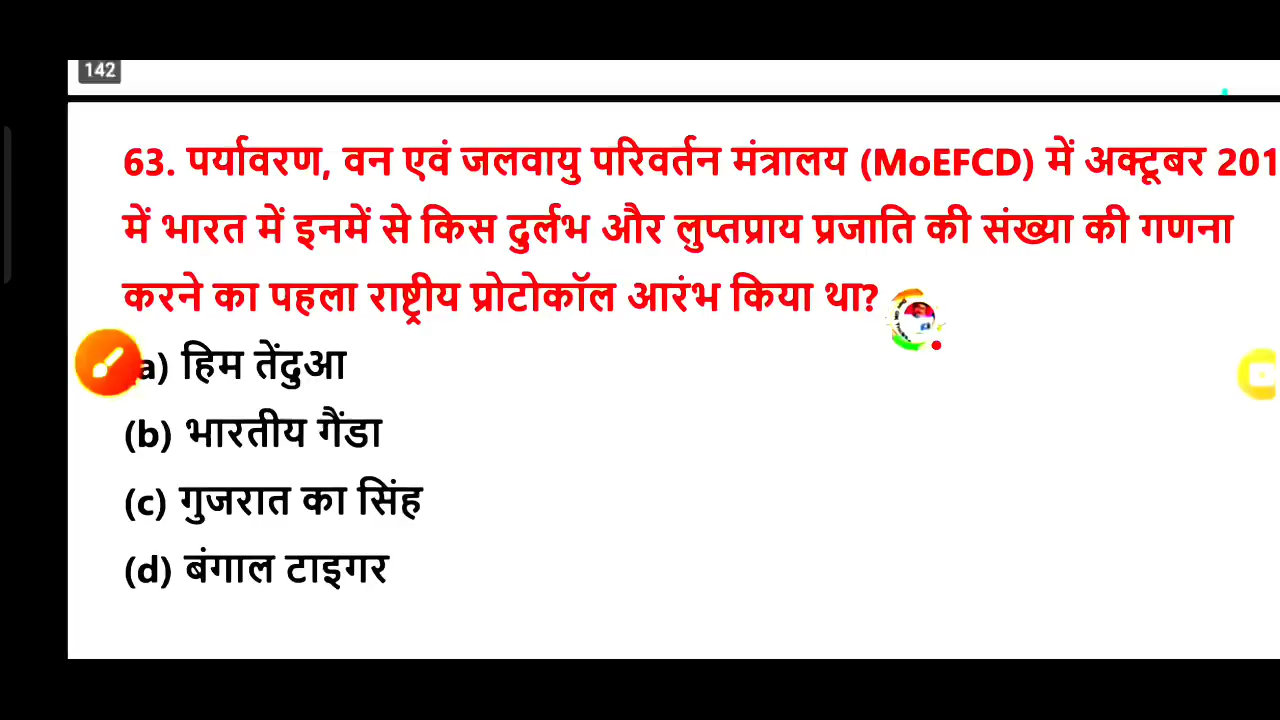 142
63. पर्यावरण, वन एवं जलवायु परिवर्तन मंत्रालय (MoEFCD) में अक्टूबर 201
में भारत में इनमें से किस दुर्लभ और लुप्तप्राय प्रजाति की संख्या की गणना
करने का पहला राष्ट्रीय प्रोटोकॉल आरंभ किया था?
a) हिम तेंदुआ
(b) भारतीय गैंडा
(c) गुजरात का सिंह
(d) बंगाल टाइगर